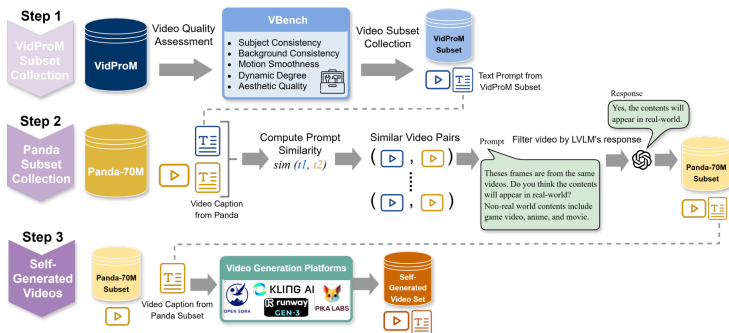 Step 1
VidProM
Subset
Collection
VidProM
Video Quality
Assessment
VBench
• Subject Consistency
• Background Consistency
• Motion Smoothness
• Dynamic Degree
• Aesthetic Quality
Video Subset
Collection
VidProM
Subset
T
Text Prompt from
VidProM Subset
Step 2
Panda
Subset
Collection
Panda-70M
T
T
Video Caption
from Panda
Compute Prompt
Similarity
sim (t1, t2)
Similar Video Pairs
( , )
( , )
Prompt
Filter video by LVLM's response
Theses frames are from the same
videos. Do you think the contents
will appear in real-world?
Non-real world contents include
game video, anime, and movie.
Response
Yes, the contents will
appear in real-world.
Panda-70M
Subset
T
Step 3
Self-
Generated
Videos
Panda-70M
Subset
T
Video Caption from
Panda Subset
Video Generation Platforms
OPEN SORA
KLING AI
runway
GEN-3
PIKA LABS
Self-
Generated
Video Set
T